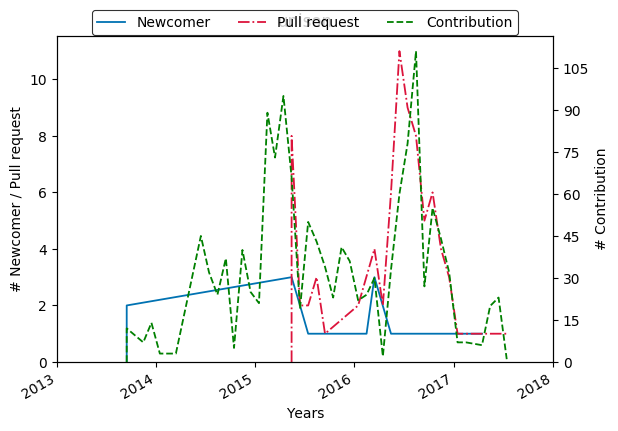 Newcomer Pull request Contribution
10
8
6
4
2
0
105
90
75
60
45
30
15
0
# Newcomer / Pull request
# Contribution
2013 2014 2015 2016 2017 2018
Years